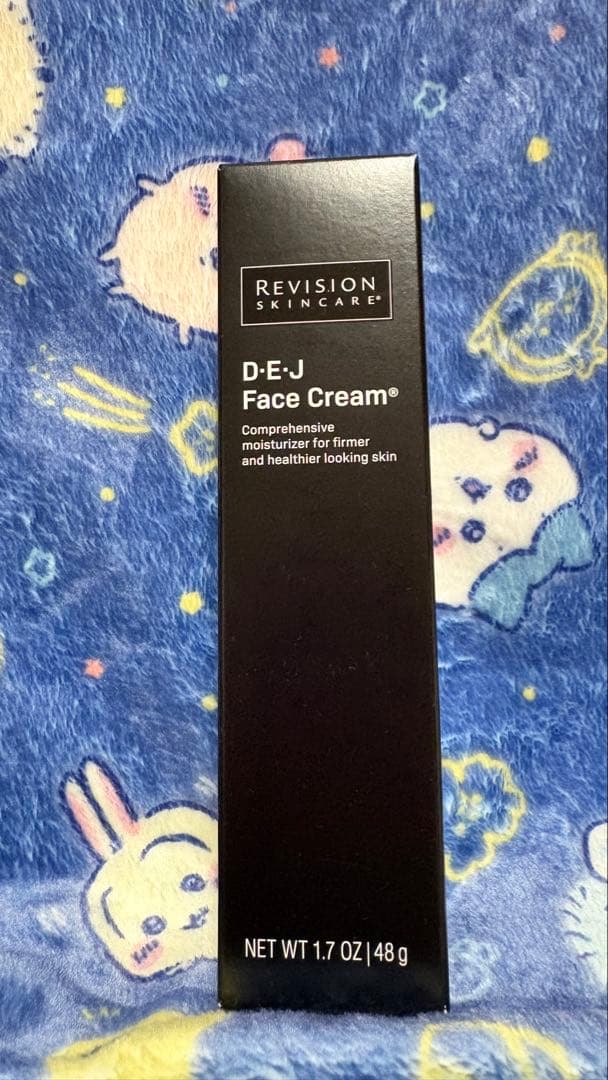 REVISION
SKINCARE®
D·E·J
Face Cream®
Comprehensive
moisturizer for firmer
and healthier looking skin
NET WT 1.7 OZ | 48 g